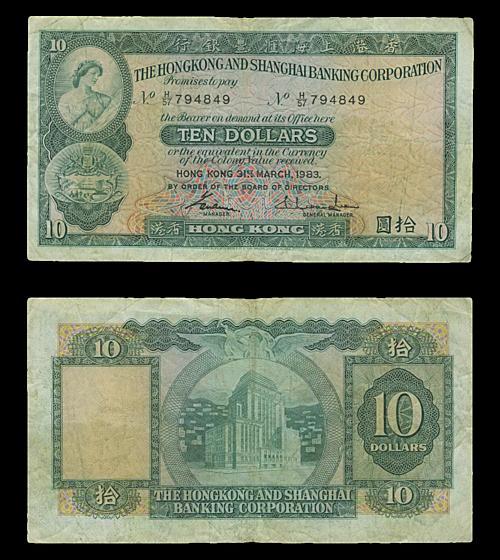 10
行銀豐滙海上港香
THE HONGKONG AND SHANGHAI BANKING CORPORATION
Promises to pay
No H/57 794849 No H/57 794849
the Bearer on demand at its Office here
TEN DOLLARS
or the equivalent in the Currency
of the Colony, Value received.
HONG KONG 31ST MARCH, 1983.
BY ORDER OF THE BOARD OF DIRECTORS
MANAGER GENERAL MANAGER
10 港香 HONG KONG 港香 圓拾 10
10 拾
10
DOLLARS
拾 10
THE HONGKONG AND SHANGHAI
BANKING CORPORATION